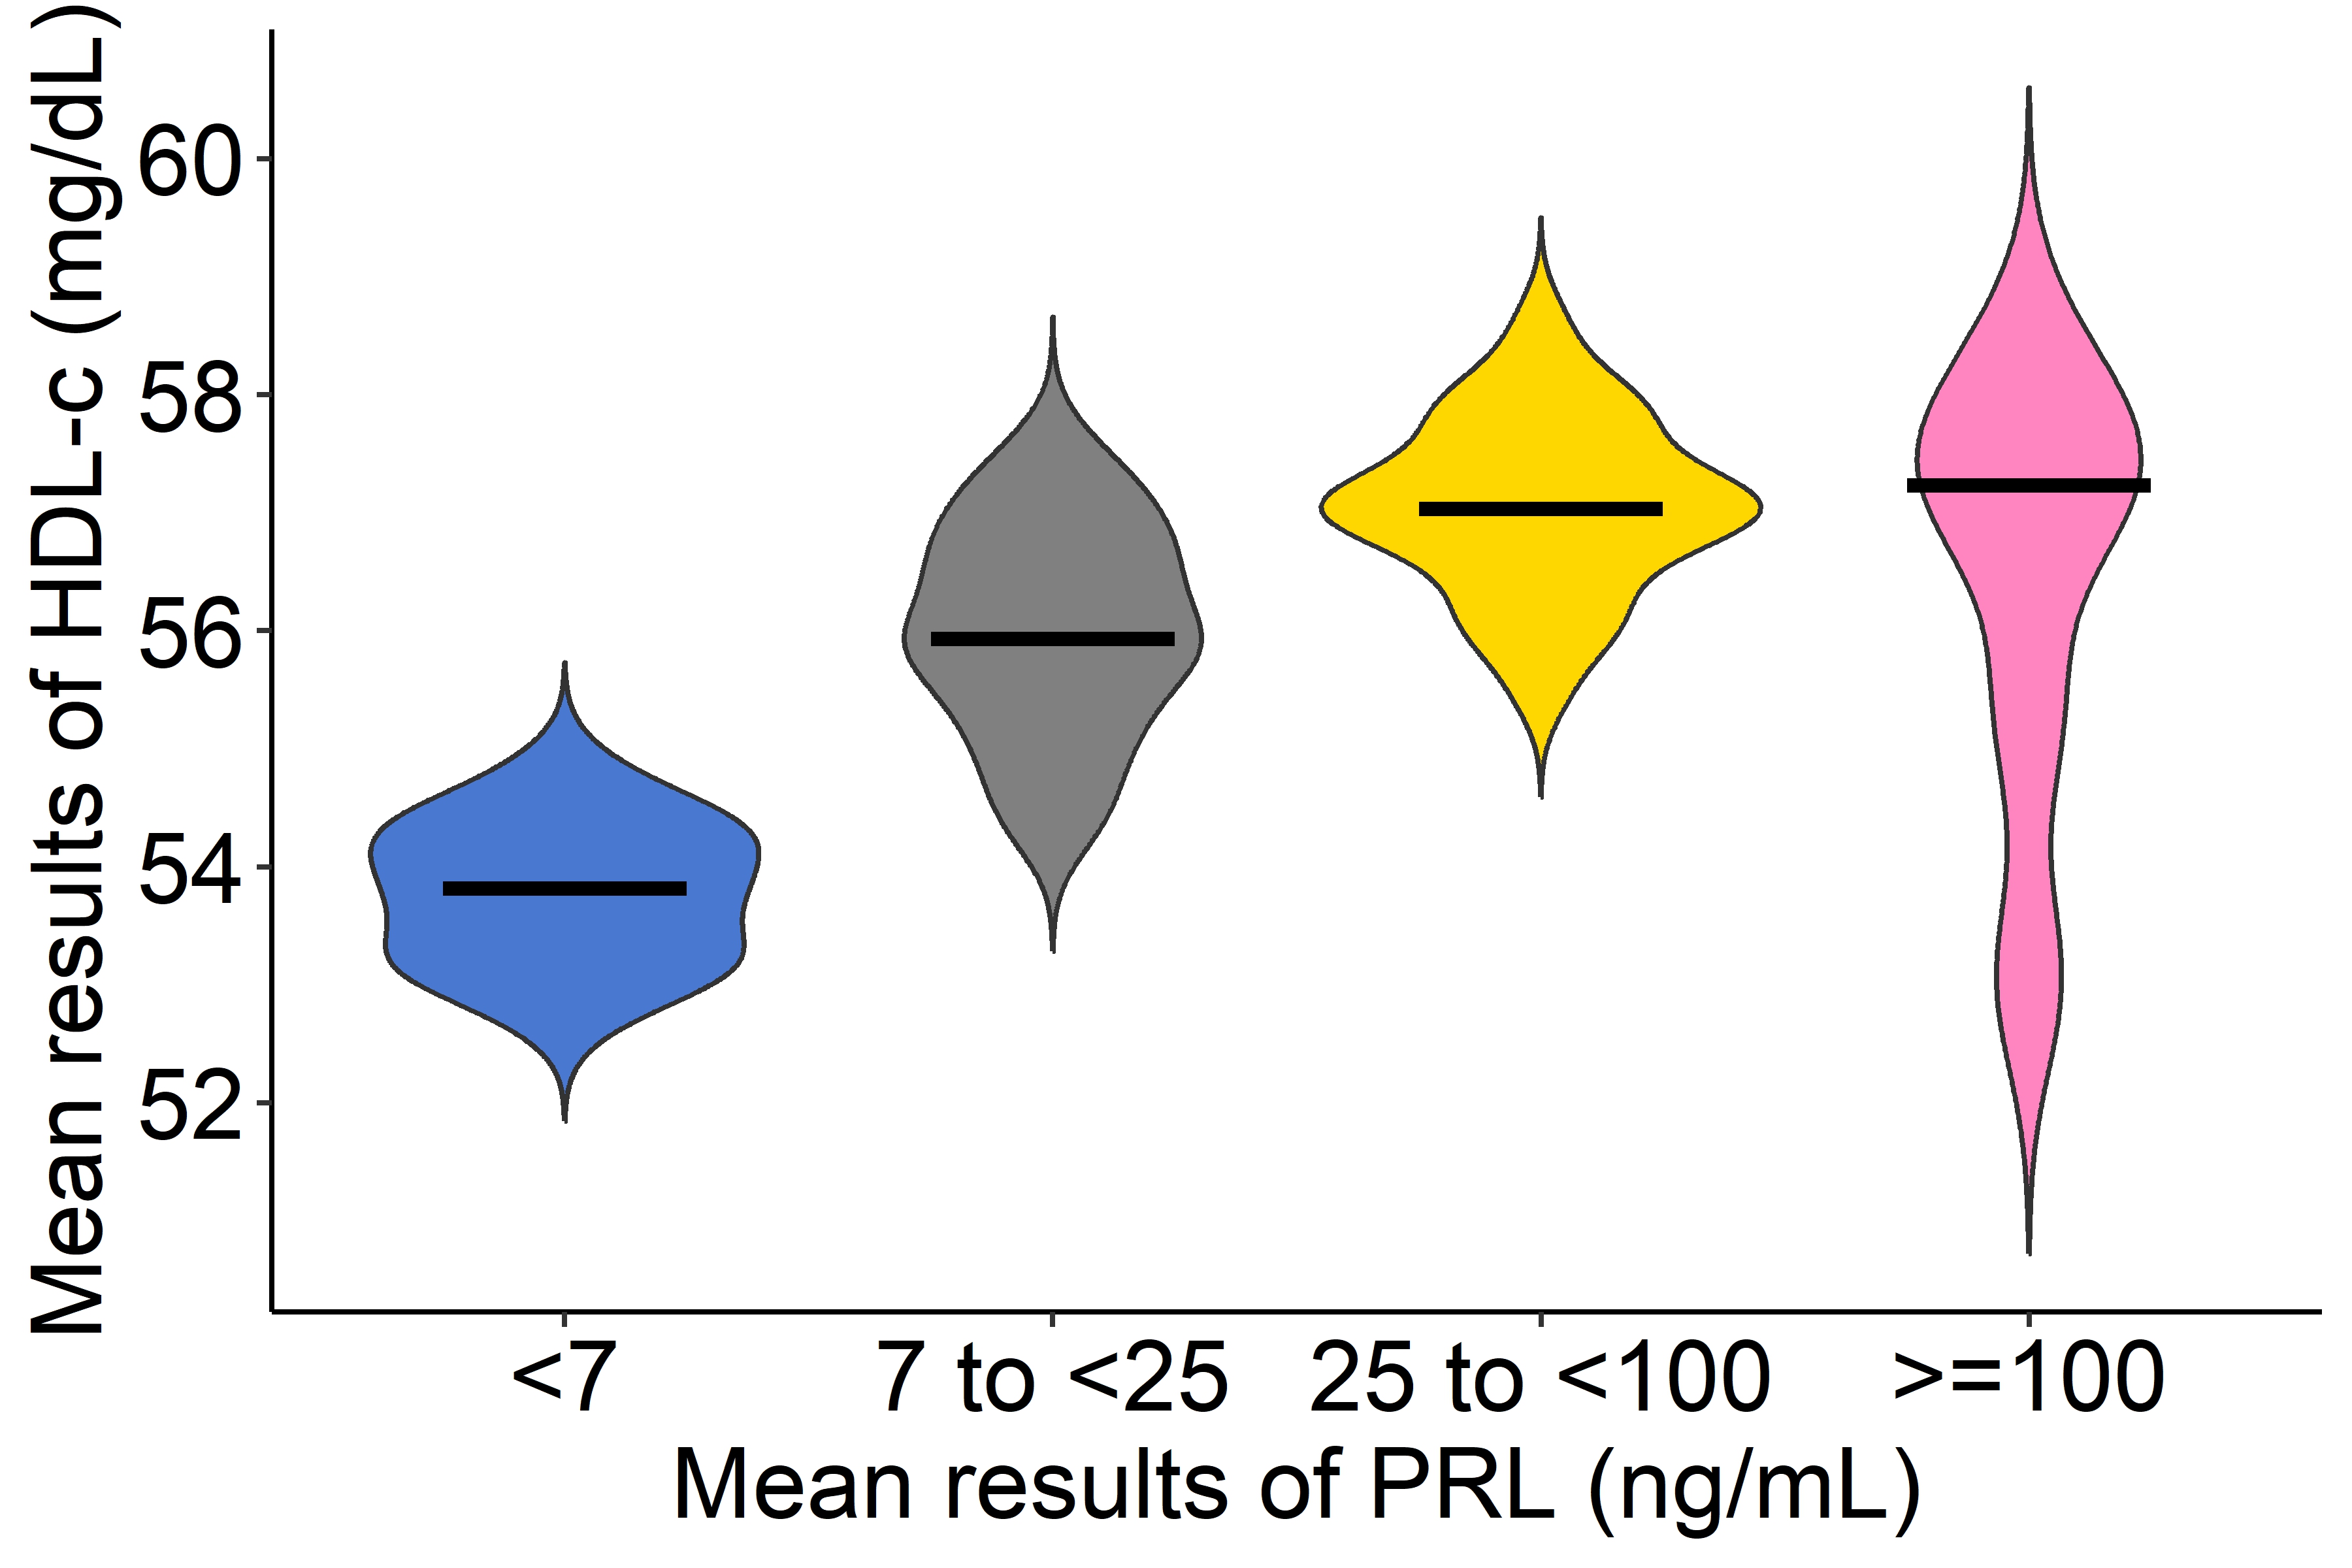 Mean results of HDL-c (mg/dL)
60
58
56
54
52
<7
7 to <25
25 to <100
>=100
Mean results of PRL (ng/mL)